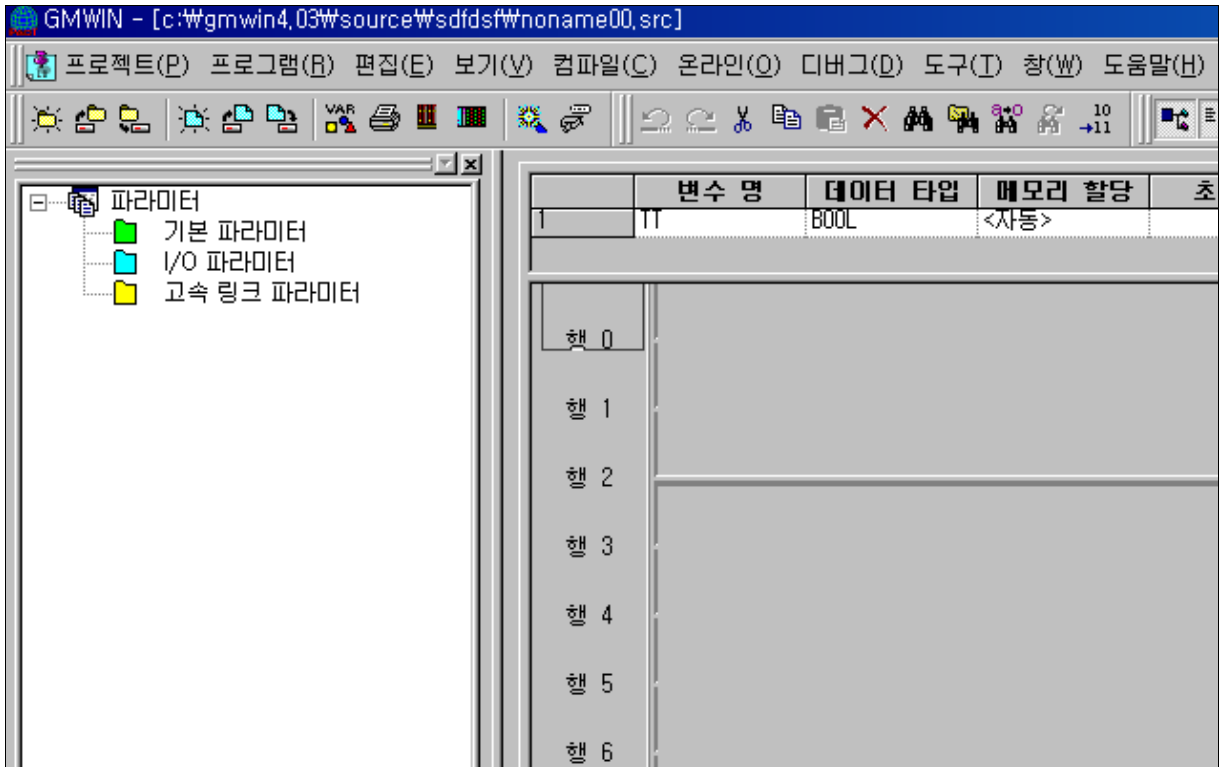 GMWIN - [c:₩gmwin4,03₩source₩sdfdsf₩noname00,src]
프로젝트(P) 프로그램(R) 편집(E) 보기(V) 컴파일(C) 온라인(O) 디버그(D) 도구(T) 창(W) 도움말(H)
VAR
10
→11
파라미터
기본 파라미터
I/O 파라미터
고속 링크 파라미터
변수 명 데이터 타입 메모리 할당 초
1 TT BOOL <자동>
행 0
행 1
행 2
행 3
행 4
행 5
행 6